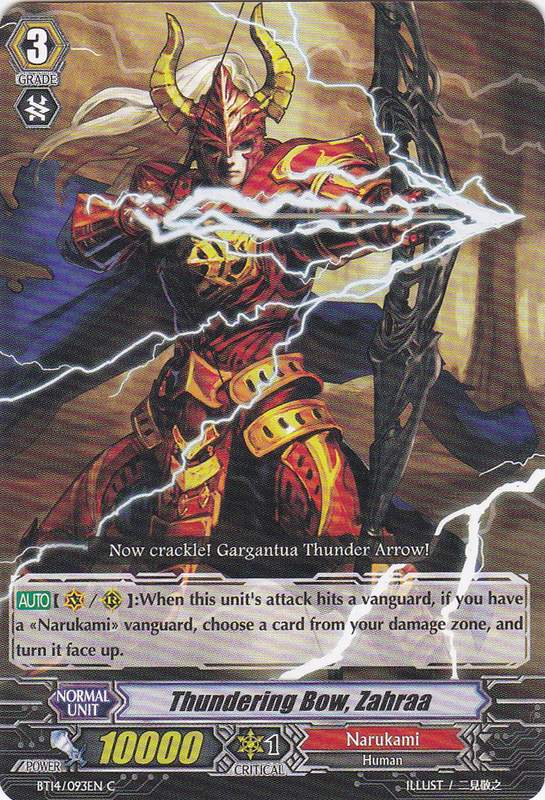 3
GRADE
Now crackle! Gargantua Thunder Arrow!
AUTO [ V / R ]:When this unit's attack hits a vanguard, if you have
a «Narukami» vanguard, choose a card from your damage zone, and
turn it face up.
NORMAL
UNIT
Thundering Bow, Zahraa
POWER
10000
1
CRITICAL
Narukami
Human
BT14/093EN C
ILLUST / 二見敬之